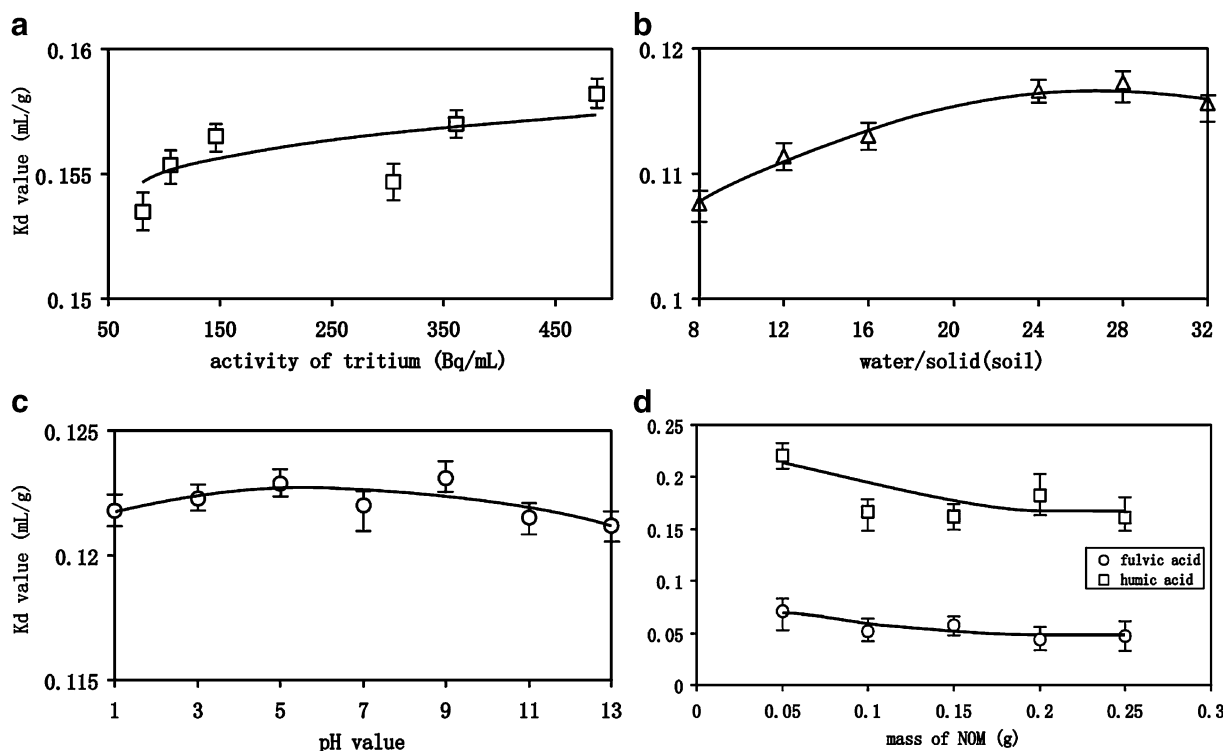 a
0.16
0.155
0.15
Kd value (mL/g)
50 150 250 350 450
activity of tritium (Bq/mL)
b
0.12
0.11
0.1
8 12 16 20 24 28 32
water/solid(soil)
c
0.125
0.12
0.115
Kd value (mL/g)
1 3 5 7 9 11 13
pH value
d
0.25
0.2
0.15
0.1
0.05
0
0 0.05 0.1 0.15 0.2 0.25 0.3
mass of NOM (g)
fulvic acid
humic acid